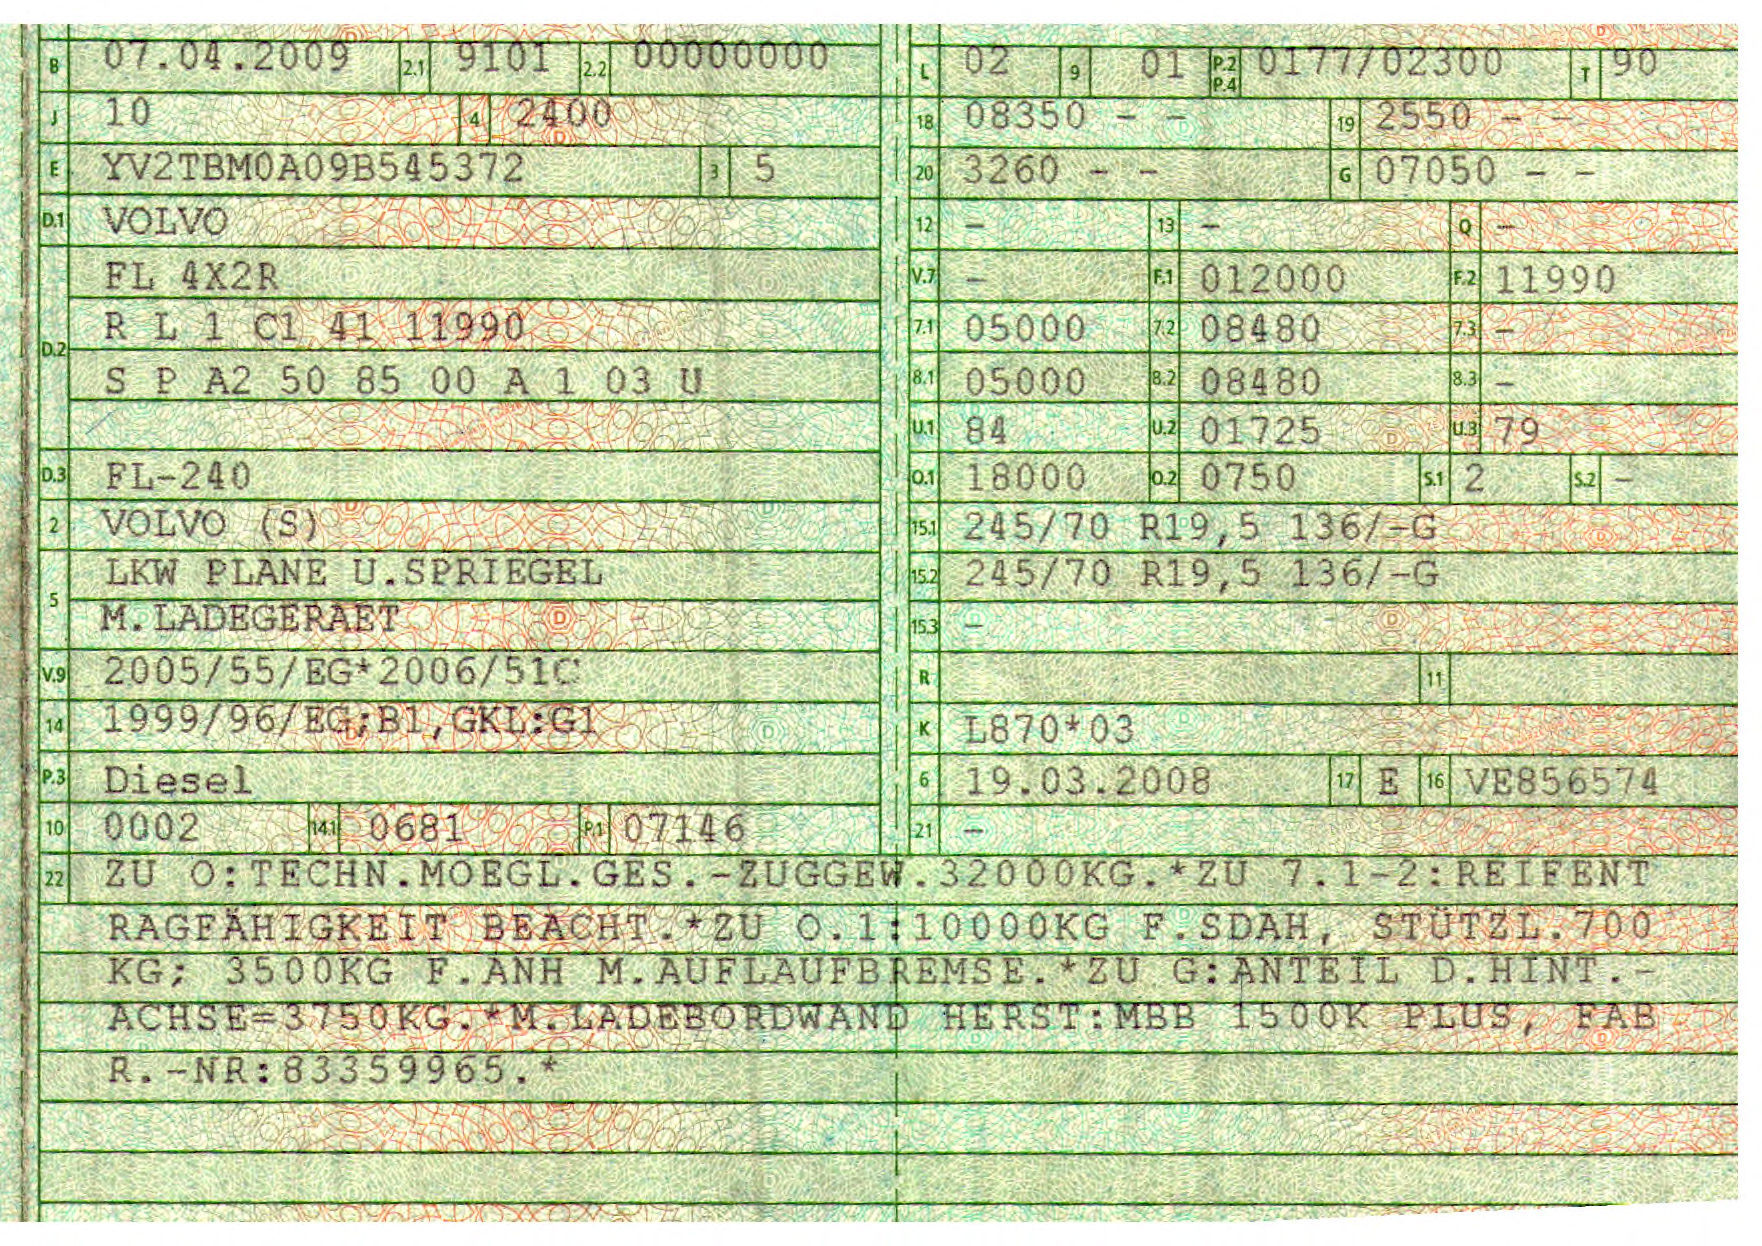 B 07.04.2009 2.1 9101 2.2 00000000
J 10 4 2400
E YV2TBM0A09B545372 3 5
D.1 VOLVO
FL 4X2R
R L 1 C1 41 11990
D.2
S P A2 50 85 00 A 1 03 U
D.3 FL-240
2 VOLVO (S)
LKW PLANE U.SPRIEGEL
5
M.LADEGERAET
V.9 2005/55/EG*2006/51C
14 1999/96/EG;B1,GKL:G1
P.3 Diesel
10 0002 14.1 0681 P.1 07146
L 02 9 01 P.2 P.4 0177/02300 T 90
18 08350 - - 19 2550 - -
20 3260 - - G 07050 - -
12 - 13 - Q -
V.7 - F.1 012000 F.2 11990
7.1 05000 7.2 08480 7.3 -
8.1 05000 8.2 08480 8.3 -
U.1 84 U.2 01725 U.3 79
O.1 18000 O.2 0750 S.1 2 S.2 -
15.1 245/70 R19,5 136/-G
15.2 245/70 R19,5 136/-G
15.3 -
R 11
K L870*03
6 19.03.2008 17 E 16 VE856574
21 -
22 ZU O:TECHN.MOEGL.GES.-ZUGGEW.32000KG.*ZU 7.1-2:REIFENT
RAGFÄHIGKEIT BEACHT.*ZU O.1:10000KG F.SDAH, STÜTZL.700
KG; 3500KG F.ANH M.AUFLAUFBREMSE.*ZU G:ANTEIL D.HINT.-
ACHSE=3750KG.*M.LADEBORDWAND HERST:MBB 1500K PLUS, FAB
R.-NR:83359965.*